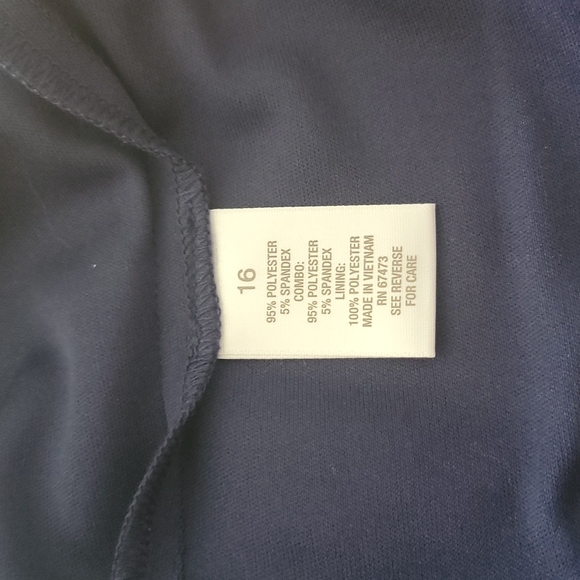 16
95% POLYESTER
5% SPANDEX
COMBO:
95% POLYESTER
5% SPANDEX
LINING:
100% POLYESTER
MADE IN VIETNAM
RN 67473
SEE REVERSE
FOR CARE